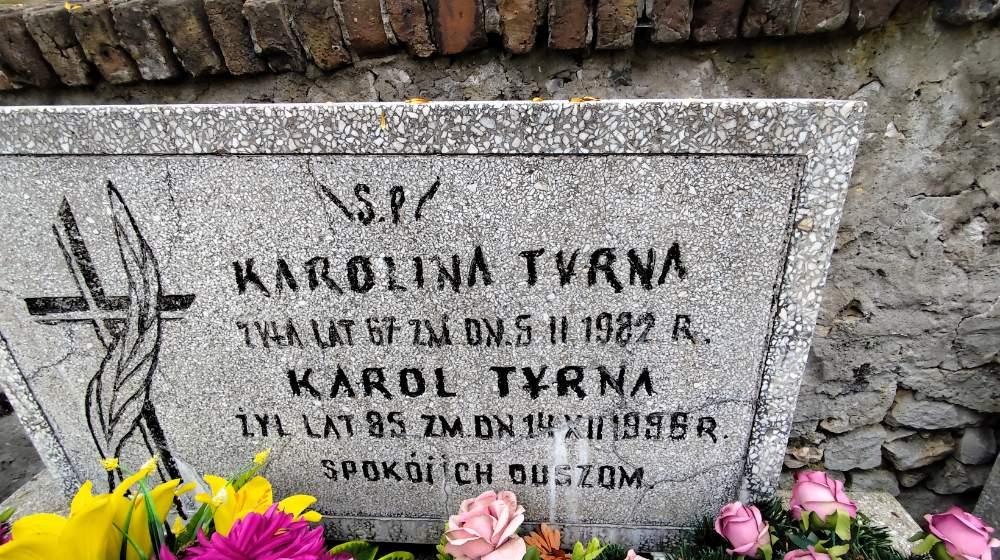 Ś.P.
KAROLINA TYRNA
ŻYŁA LAT 67 ZM. DN. 5 II 1982 R.
KAROL TYRNA
ŻYŁ LAT 85 ZM. DN 14 XII 1996 R.
SPOKÓJ ICH DUSZOM.